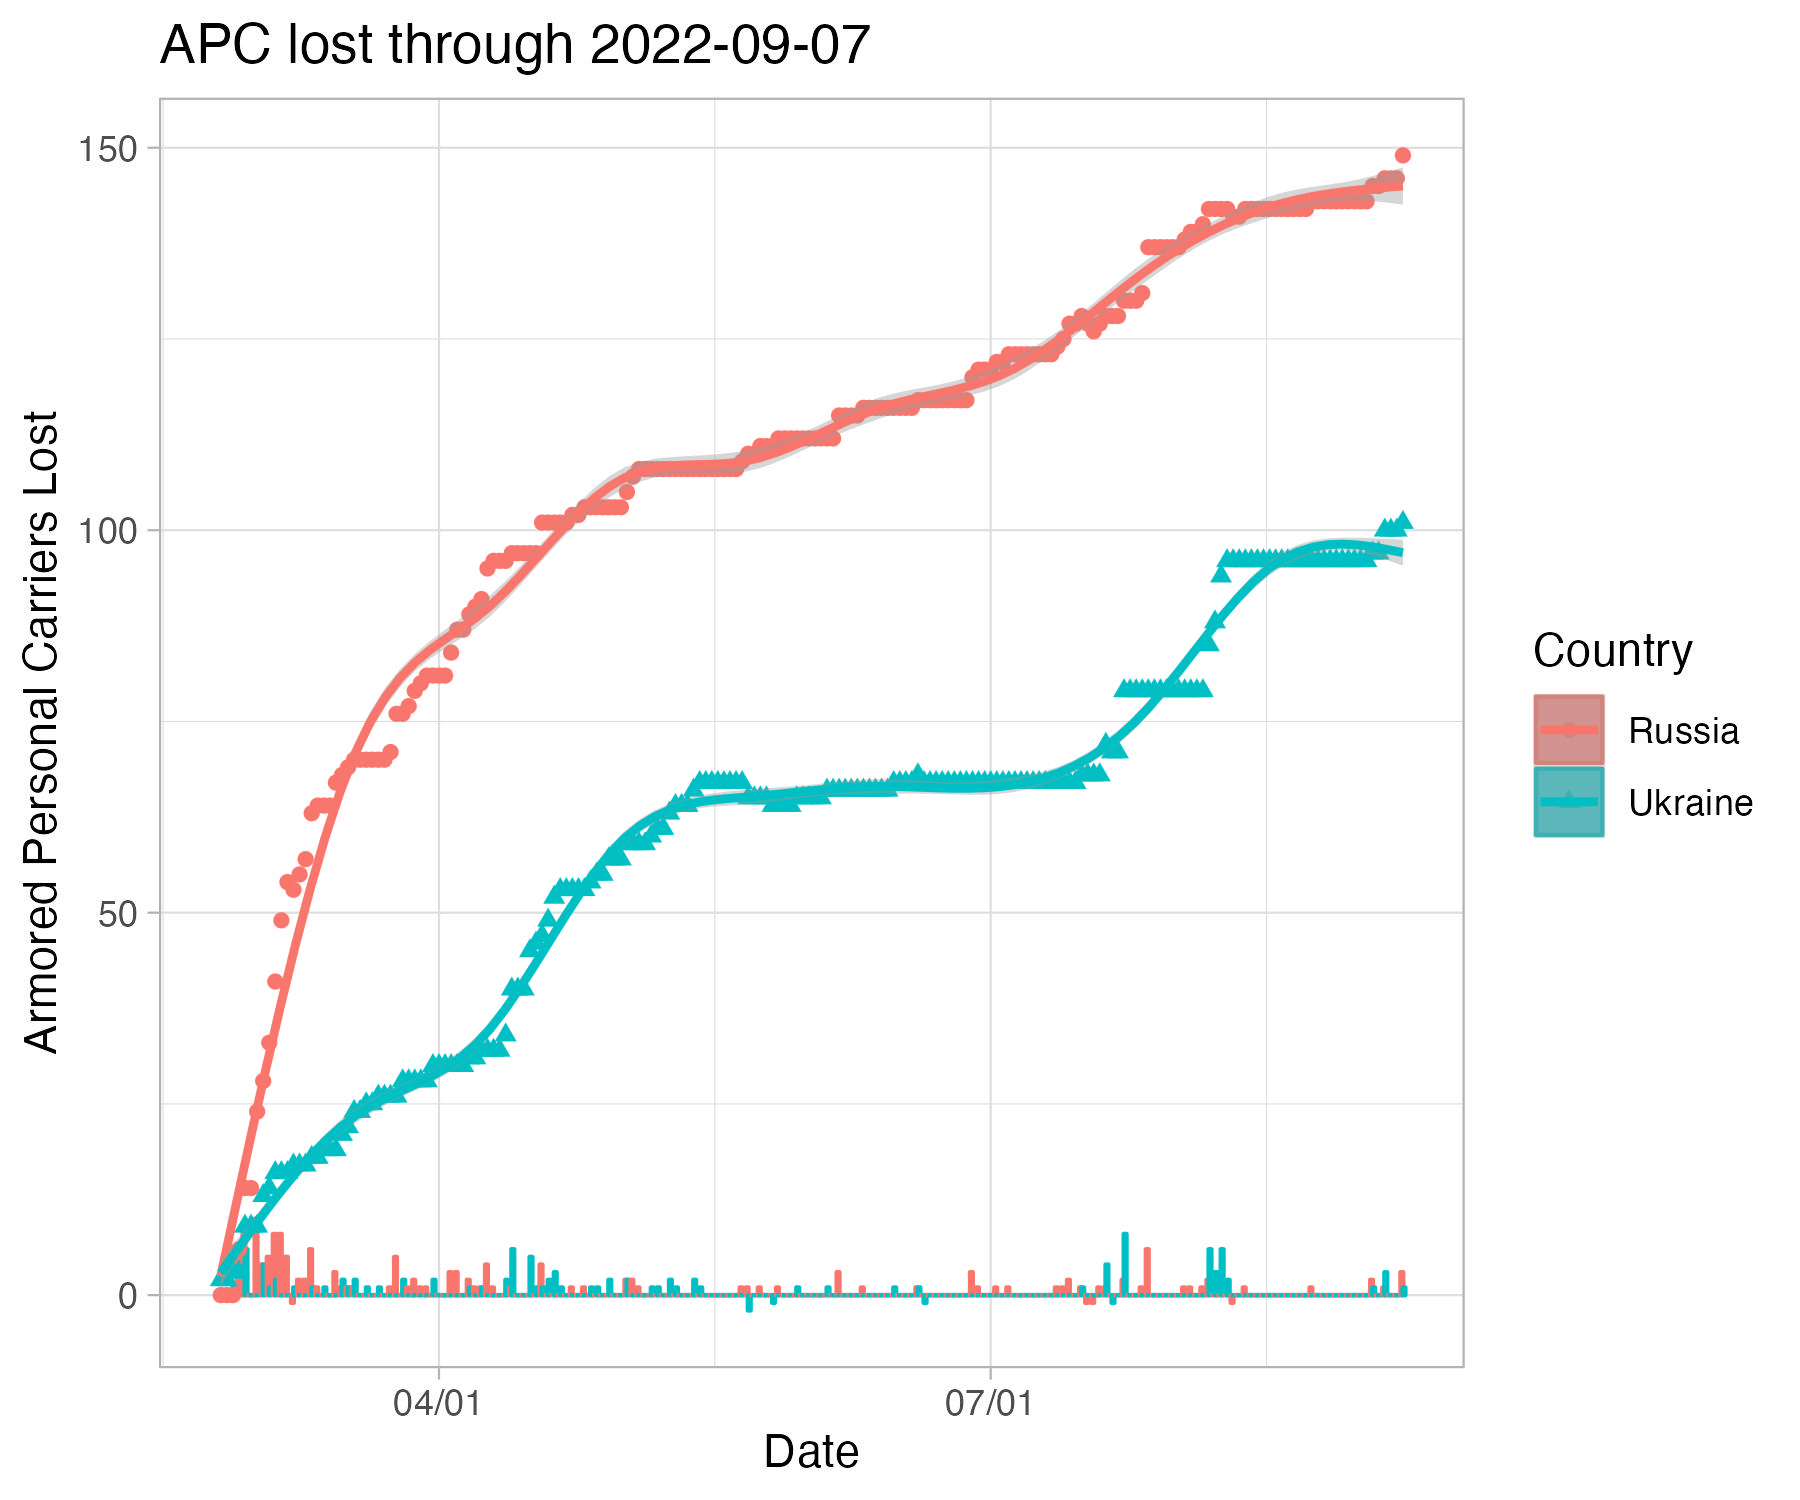 APC lost through 2022-09-07
Armored Personal Carriers Lost
150
100
50
0
04/01
07/01
Date
Country
Russia
Ukraine